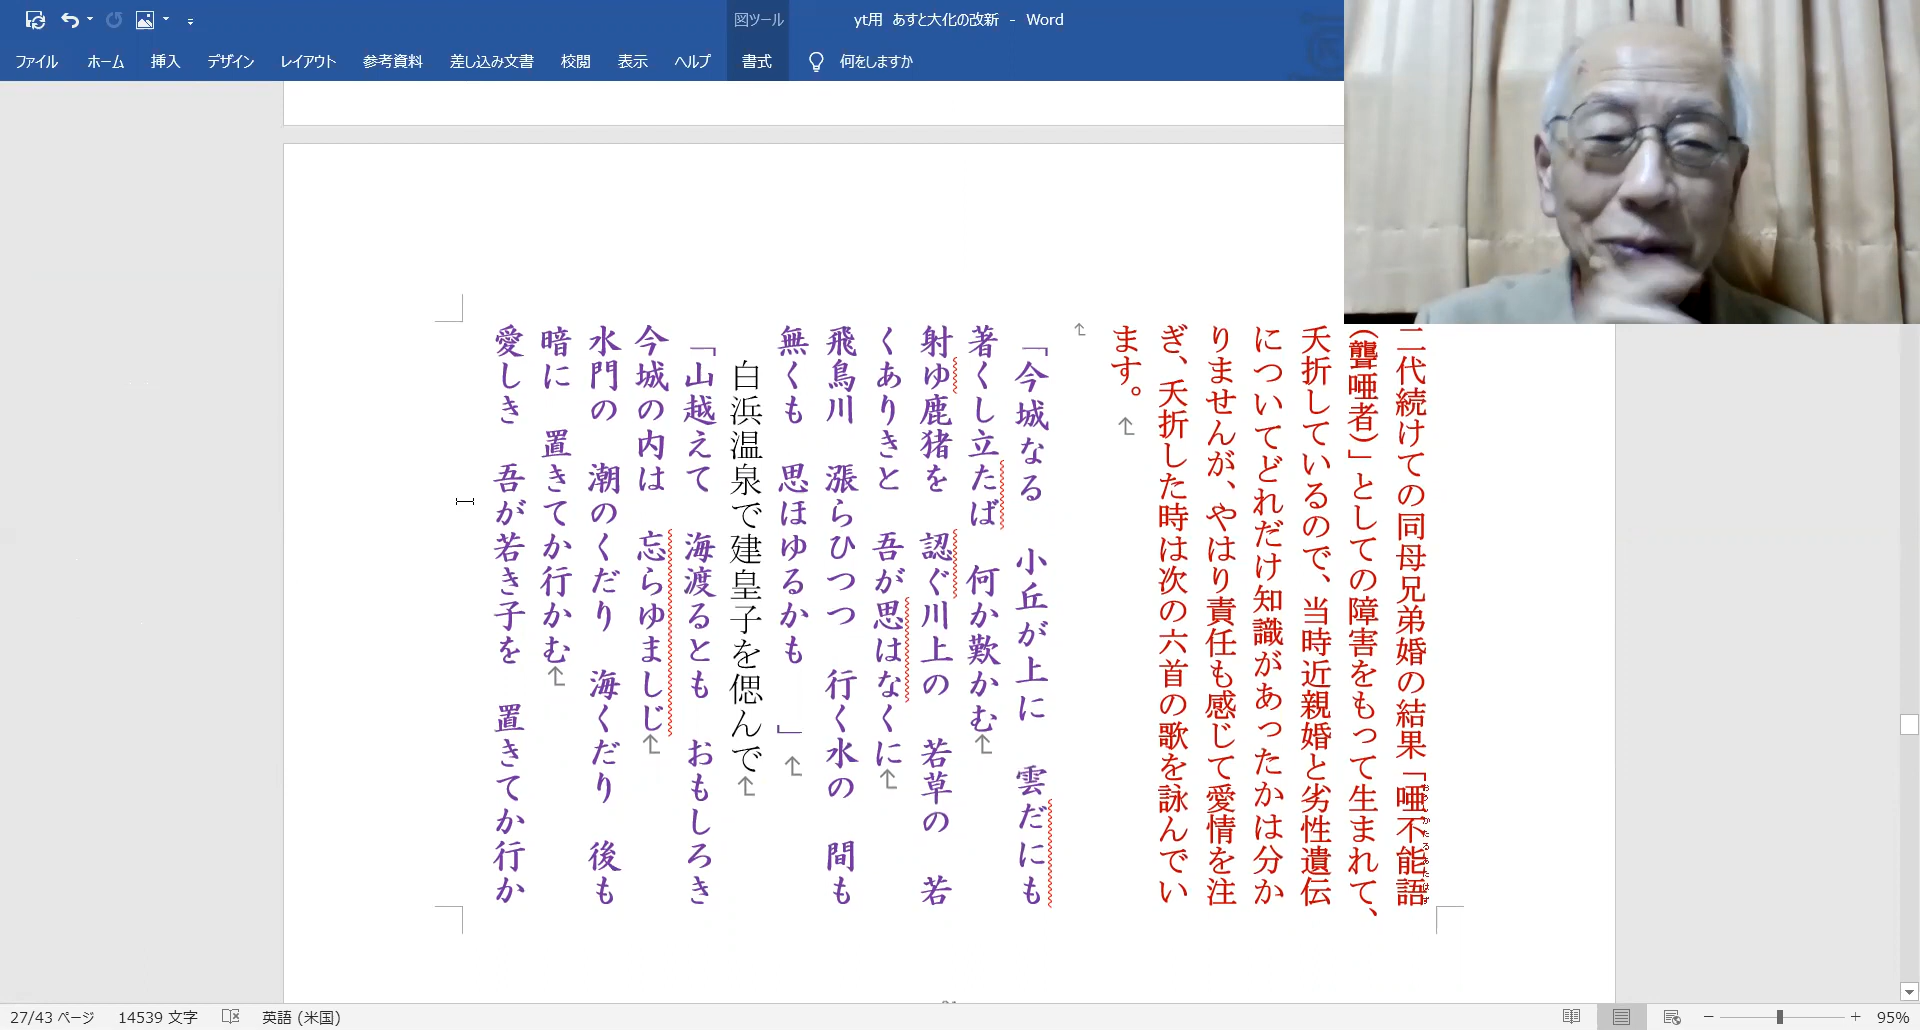 図ツール
yt用 あすと大化の改新 - Word
ファイル ホーム 挿入 デザイン レイアウト 参考資料 差し込み文書 校閲 表示 ヘルプ 書式 何をしますか
二代続けての同母兄弟婚の結果「唖不能語
(聾唖者)」としての障害をもって生まれて、
夭折しているので、当時近親婚と劣性遺伝
についてどれだけ知識があったかは分か
りませんが、やはり責任も感じて愛情を注
ぎ、夭折した時は次の六首の歌を詠んでい
ます。
「今城なる 小丘が上に 雲だにも
著くし立たば 何か歎かむ
射ゆ鹿猪を 認ぐ川上の 若草の 若
くありきと 吾が思はなくに
飛鳥川 漲らひつつ 行く水の 間も
無くも 思ほゆるかも 」
白浜温泉で建皇子を偲んで
「山越えて 海渡るとも おもしろき
今城の内は 忘らゆましじ
水門の 潮のくだり 海くだり 後も
暗に 置きてか行かむ
愛しき 吾が若き子を 置きてか行か
27/43 ページ 14539 文字 英語 (米国)
95%